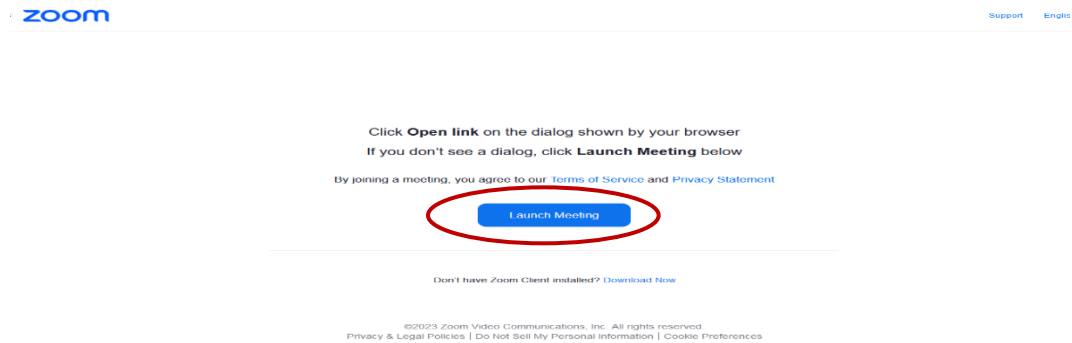 zoom
Support Englis
Click Open link on the dialog shown by your browser
If you don't see a dialog, click Launch Meeting below
By joining a meeting, you agree to our Terms of Service and Privacy Statement
Launch Meeting
Don't have Zoom Client installed? Download Now
©2023 Zoom Video Communications, Inc. All rights reserved.
Privacy & Legal Policies | Do Not Sell My Personal Information | Cookie Preferences